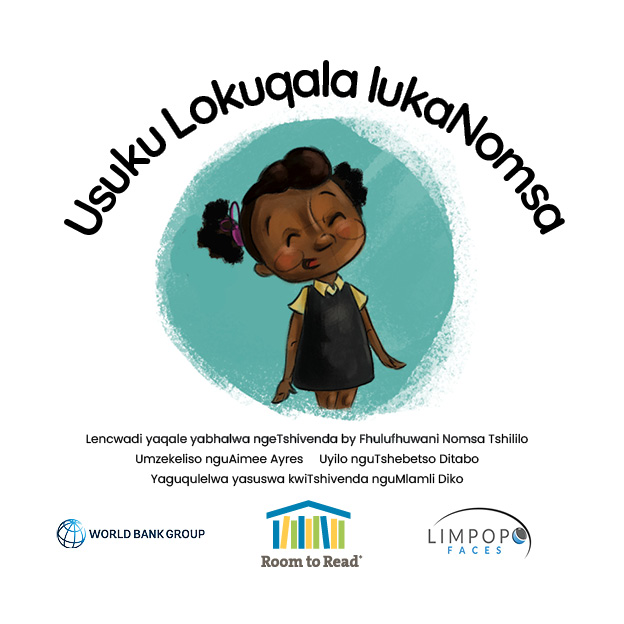 Usuku Lokuqala lukaNomsa
Lencwadi yaqale yabhalwa ngeTshivenda by Fhulufhuwani Nomsa Tshililo
Umzekeliso nguAimee Ayres Uyilo nguTshebetso Ditabo
Yaguqulelwa yasuswa kwiTshivenda nguMlamli Diko
WORLD BANK GROUP
Room to Read®
LIMPOPO
FACES